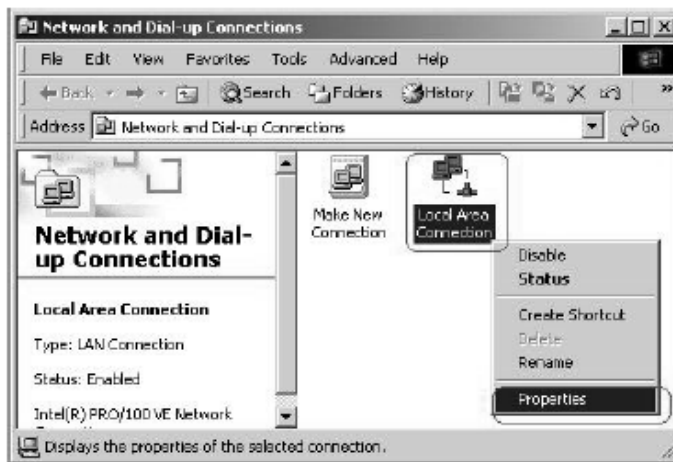 Network and Dial-up Connections
File Edit View Favorites Tools Advanced Help
Back Search Folders History »
Address Network and Dial-up Connections Go
Make New
Connection
Local Area
Connection
Network and Dial-
up Connections
Local Area Connection
Type: LAN Connection
Status: Enabled
Intel(R) PRO/100 VE Network
Disable
Status
Create Shortcut
Delete
Rename
Properties
Displays the properties of the selected connection.